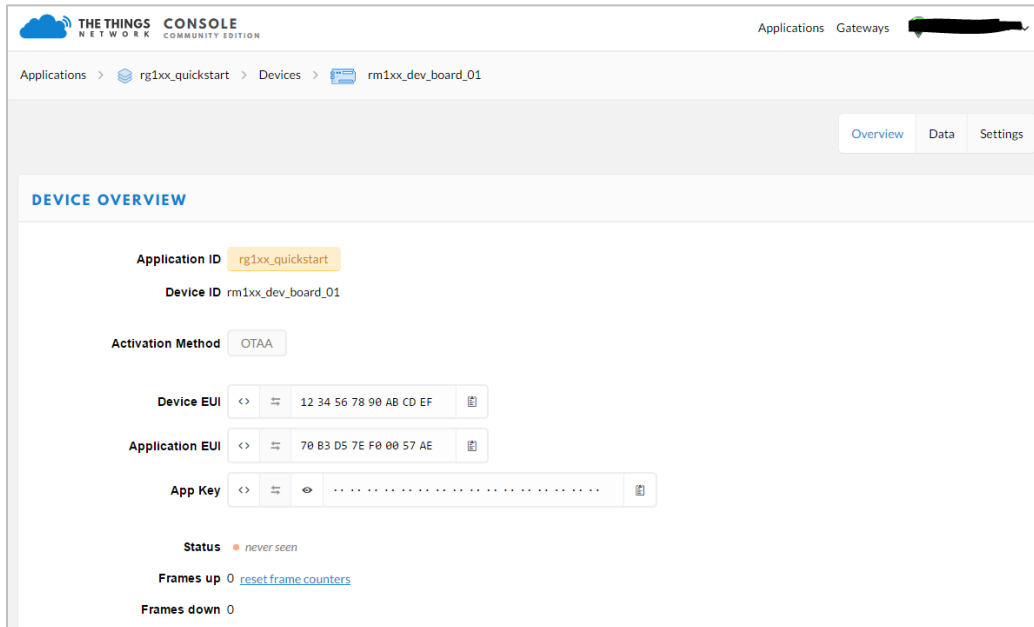 THE THINGS NETWORK CONSOLE COMMUNITY EDITION
Applications Gateways
Applications > rg1xx_quickstart > Devices > rm1xx_dev_board_01
Overview Data Settings
DEVICE OVERVIEW
Application ID rg1xx_quickstart
Device ID rm1xx_dev_board_01
Activation Method OTAA
Device EUI <> 12 34 56 78 90 AB CD EF
Application EUI <> 70 B3 D5 7E F0 00 57 AE
App Key <> .. .. .. .. .. .. .. .. .. .. .. .. .. .. .. ..
Status never seen
Frames up 0 reset frame counters
Frames down 0